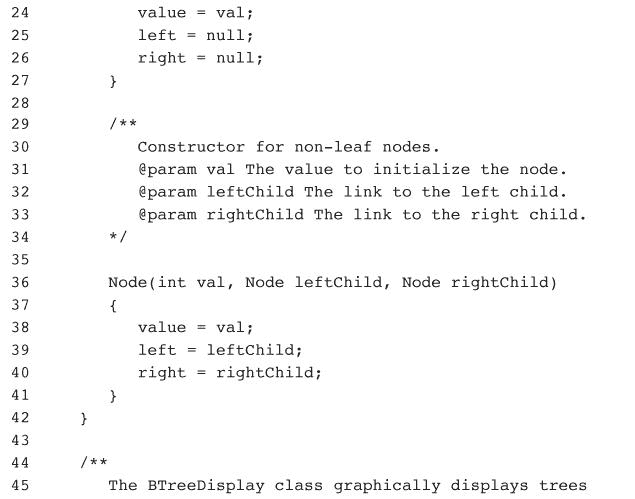 24 value = val;
25 left = null;
26 right = null;
27 }
28
29 /**
30 Constructor for non-leaf nodes.
31 @param val The value to initialize the node.
32 @param leftChild The link to the left child.
33 @param rightChild The link to the right child.
34 */
35
36 Node(int val, Node leftChild, Node rightChild)
37 {
38 value = val;
39 left = leftChild;
40 right = rightChild;
41 }
42 }
43
44 /**
45 The BTreeDisplay class graphically displays trees